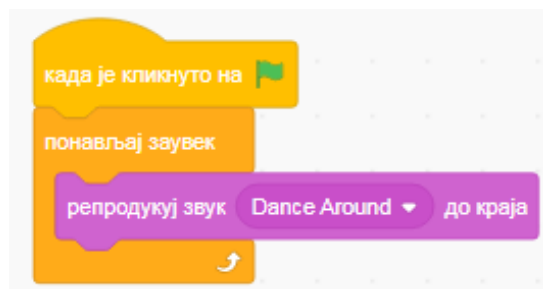 када је кликнуто на
понављај заувек
репродукуј звук Dance Around до краја